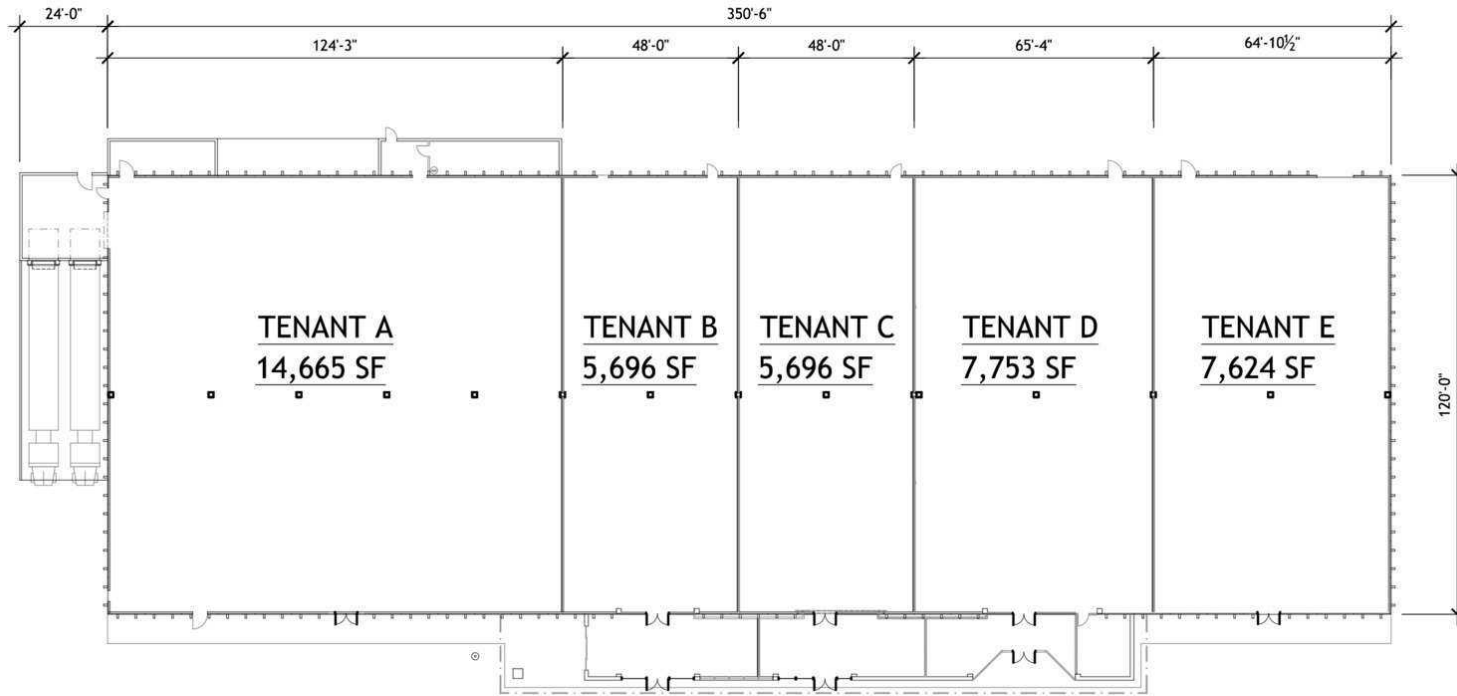 24'-0"
350'-6"
124'-3"
48'-0"
48'-0"
65'-4"
64'-10½"
TENANT A
14,665 SF
TENANT B
5,696 SF
TENANT C
5,696 SF
TENANT D
7,753 SF
TENANT E
7,624 SF
120'-0"